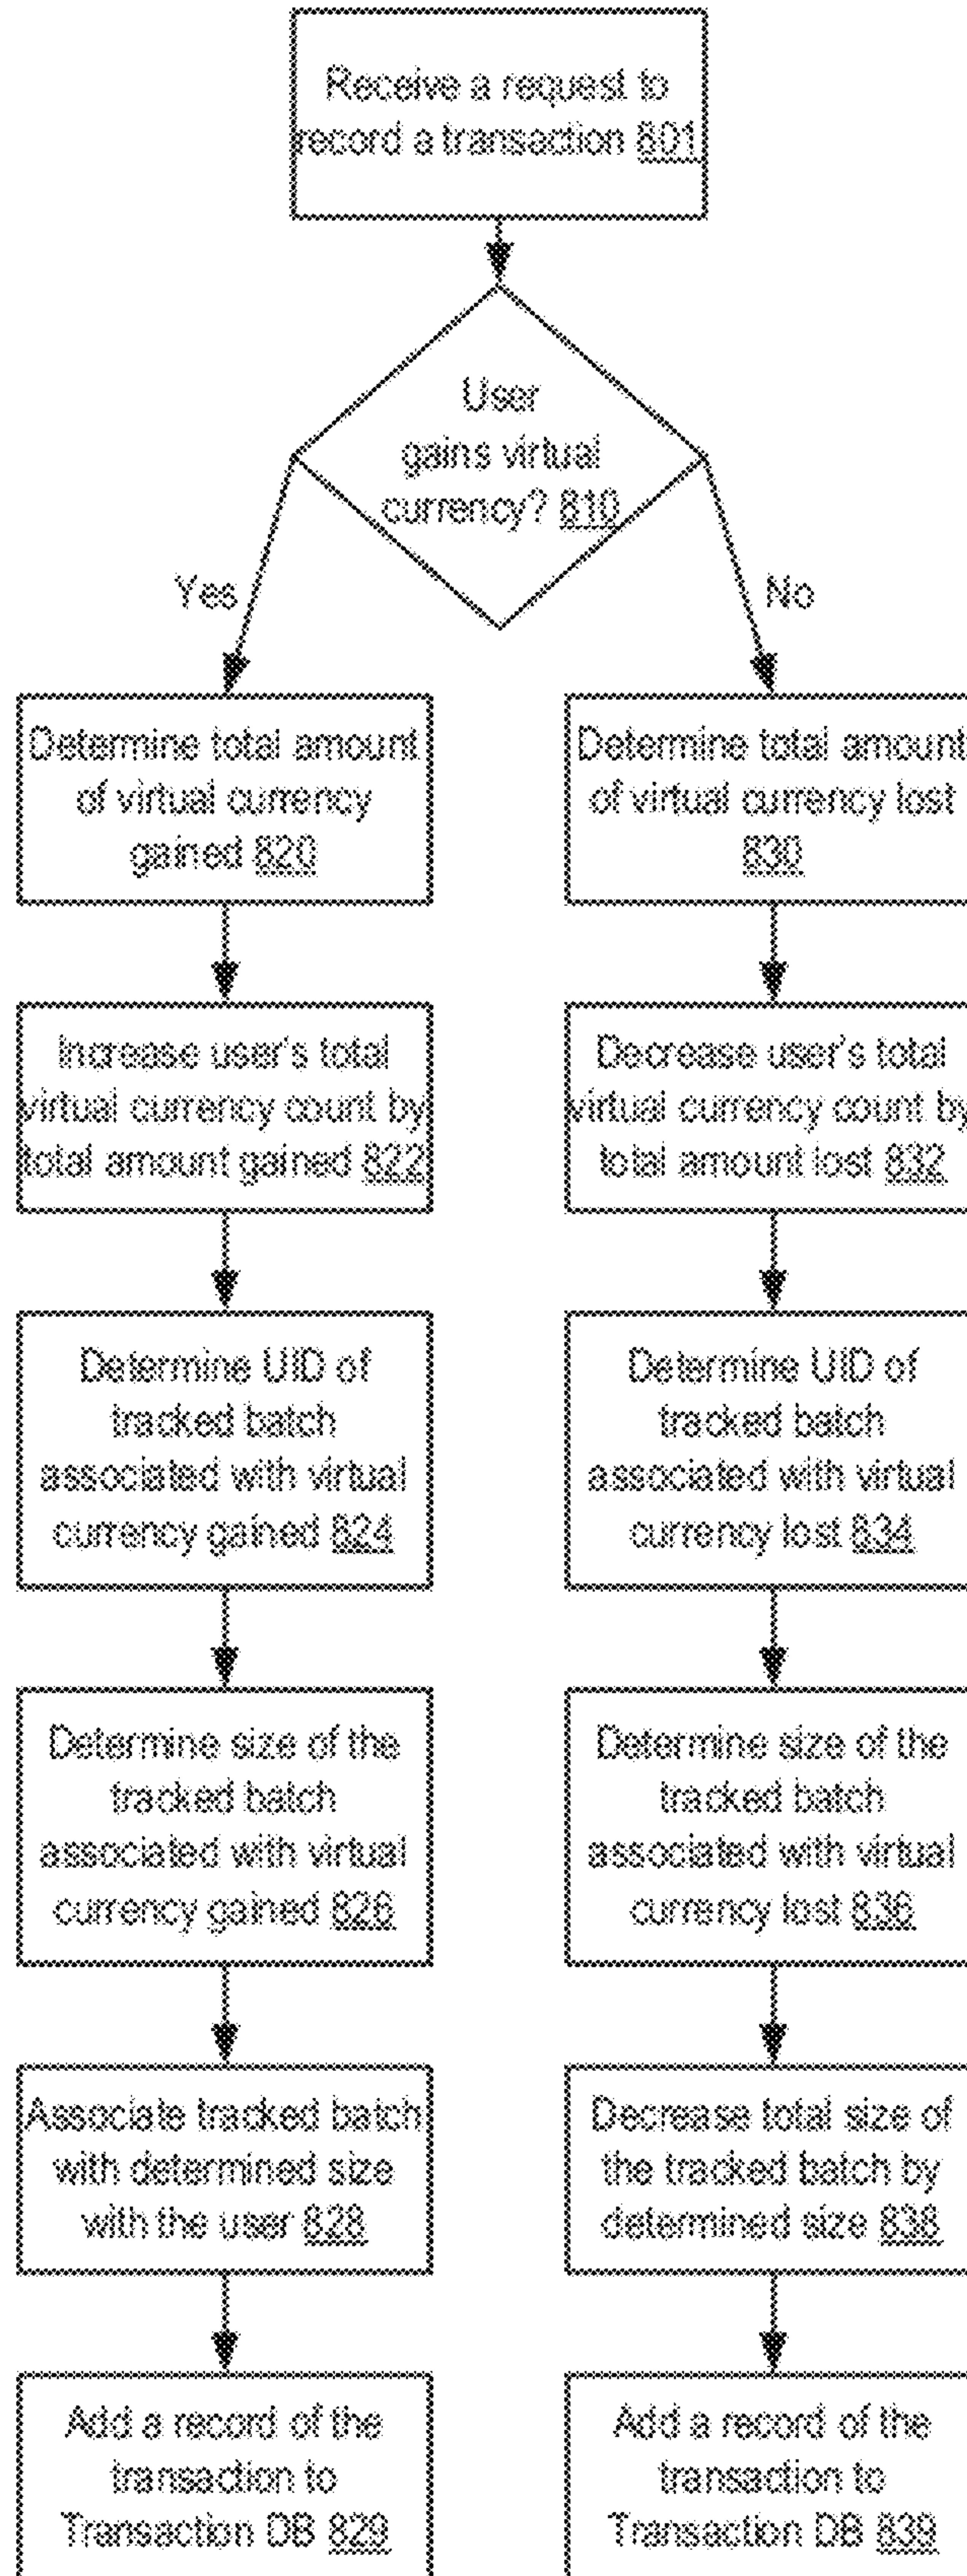 Receive a request to
record a transaction 801
User
gains virtual
currency? 810
Yes
No
Determine total amount
of virtual currency
gained 820
Determine total amount
of virtual currency lost
830
Increase user's total
virtual currency count by
total amount gained 822
Decrease user's total
virtual currency count by
total amount lost 832
Determine UID of
tracked batch
associated with virtual
currency gained 824
Determine UID of
tracked batch
associated with virtual
currency lost 834
Determine size of the
tracked batch
associated with virtual
currency gained 826
Determine size of the
tracked batch
associated with virtual
currency lost 836
Associate tracked batch
with determined size
with the user 828
Decrease total size of
the tracked batch by
determined size 838
Add a record of the
transaction to
Transaction DB 829
Add a record of the
transaction to
Transaction DB 839